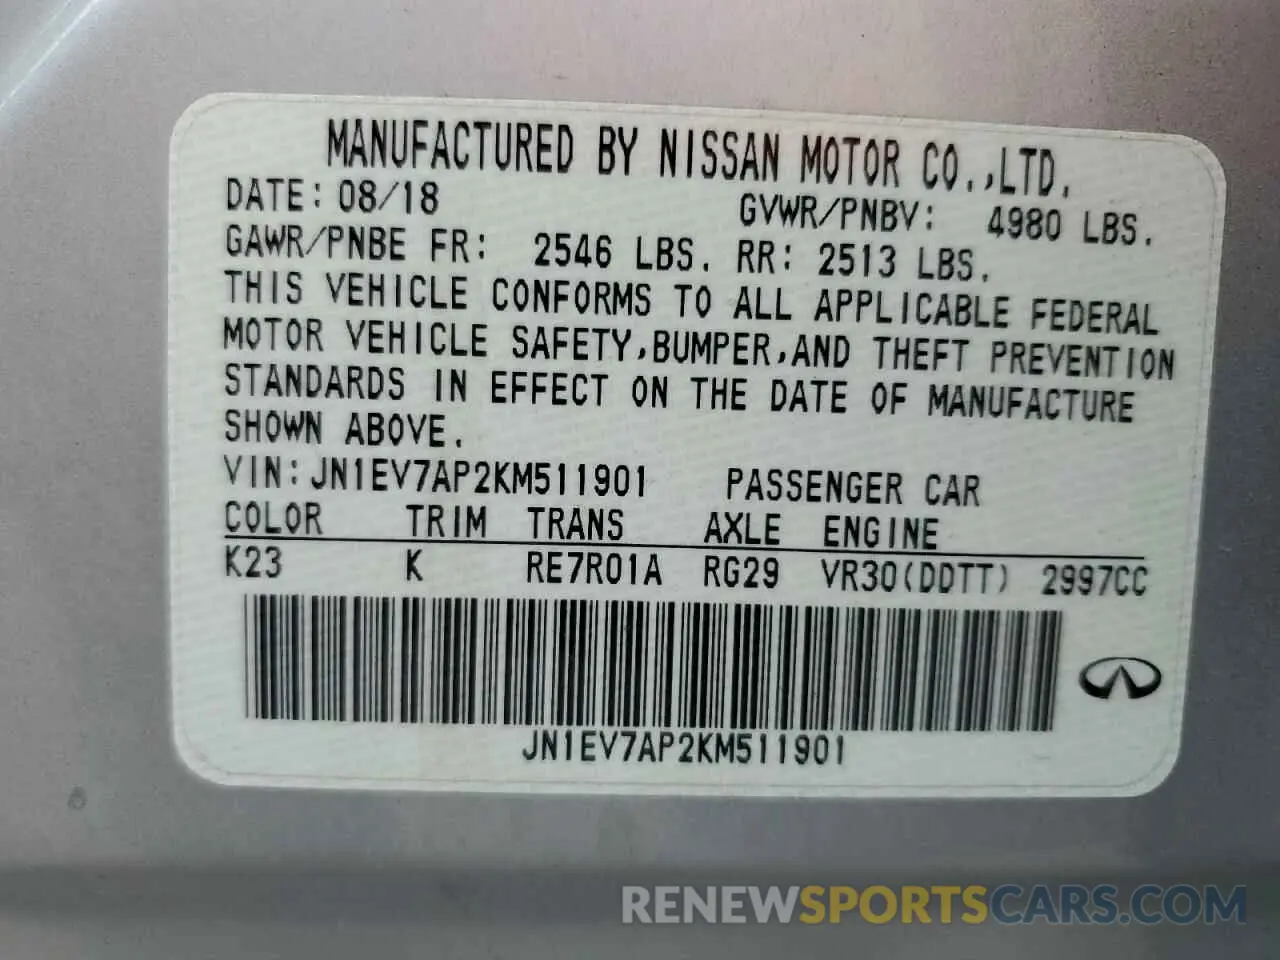 MANUFACTURED BY NISSAN MOTOR CO.,LTD.
DATE: 08/18 GVWR/PNBV: 4980 LBS.
GAWR/PNBE FR: 2546 LBS. RR: 2513 LBS.
THIS VEHICLE CONFORMS TO ALL APPLICABLE FEDERAL
MOTOR VEHICLE SAFETY,BUMPER,AND THEFT PREVENTION
STANDARDS IN EFFECT ON THE DATE OF MANUFACTURE
SHOWN ABOVE.
VIN: JN1EV7AP2KM511901 PASSENGER CAR
COLOR TRIM TRANS AXLE ENGINE
K23 K RE7R01A RG29 VR30(DDTT) 2997CC
JN1EV7AP2KM511901
RENEWSPORTSCARS.COM